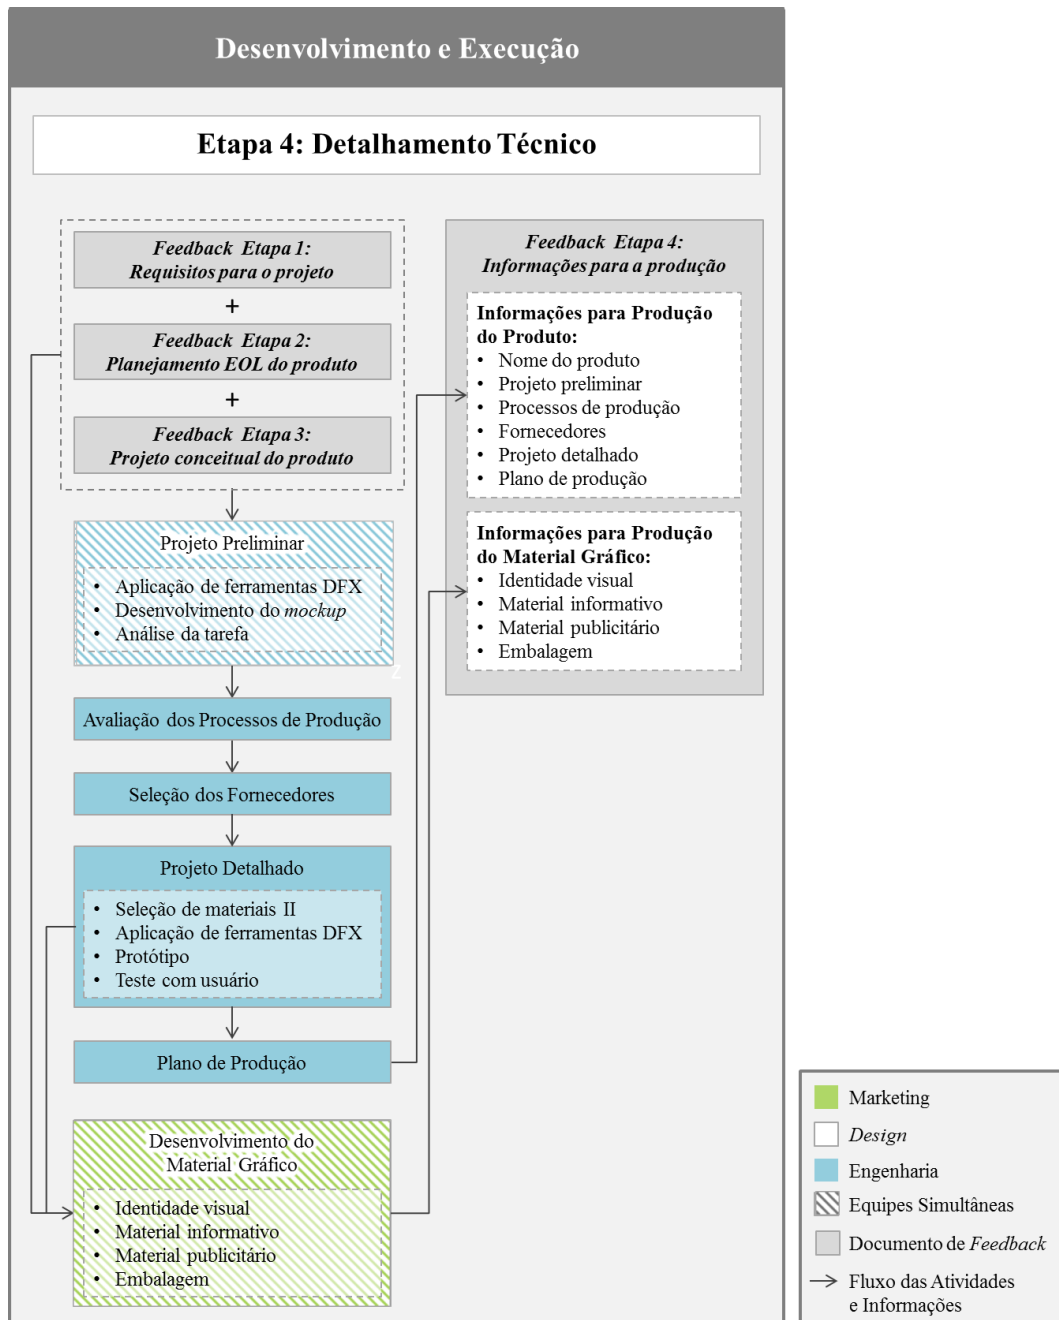 Desenvolvimento e Execução
Etapa 4: Detalhamento Técnico
Feedback Etapa 1:
Requisitos para o projeto
+
Feedback Etapa 2:
Planejamento EOL do produto
+
Feedback Etapa 3:
Projeto conceitual do produto
Projeto Preliminar
• Aplicação de ferramentas DFX
• Desenvolvimento do mockup
• Análise da tarefa
2
Avaliação dos Processos de Produção
Seleção dos Fornecedores
Projeto Detalhado
• Seleção de materiais II
• Aplicação de ferramentas DFX
• Protótipo
• Teste com usuário
Plano de Produção
Desenvolvimento do
Material Gráfico
• Identidade visual
• Material informativo
• Material publicitário
• Embalagem
Feedback Etapa 4:
Informações para a produção
Informações para Produção
do Produto:
• Nome do produto
• Projeto preliminar
• Processos de produção
• Fornecedores
• Projeto detalhado
• Plano de produção
Informações para Produção
do Material Gráfico:
• Identidade visual
• Material informativo
• Material publicitário
• Embalagem
Marketing
Design
Engenharia
Equipes Simultâneas
Documento de Feedback
Fluxo das Atividades
e Informações